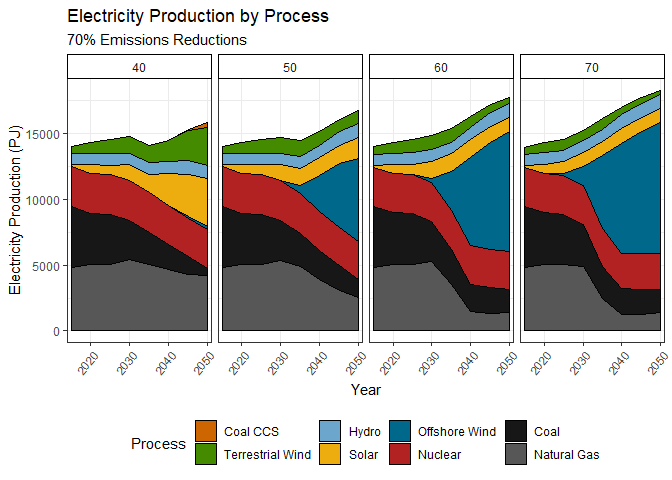 Electricity Production by Process
70% Emissions Reductions
40 50 60 70
Electricity Production (PJ)
15000
10000
5000
0
2020 2030 2040 2050 2020 2030 2040 2050 2020 2030 2040 2050 2020 2030 2040 2050
Year
Process
Coal CCS Hydro Offshore Wind Coal
Terrestrial Wind Solar Nuclear Natural Gas